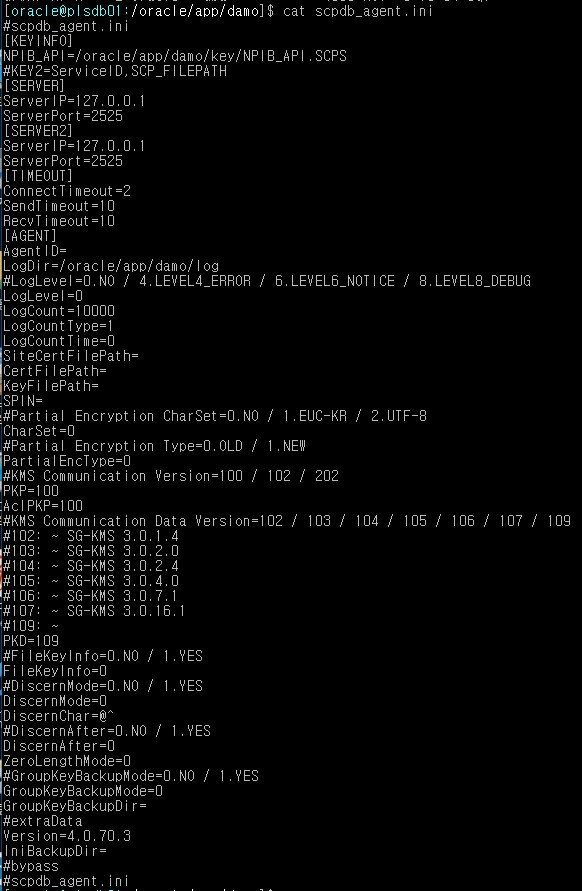 [oracle@plsdb01:/oracle/app/damo]$ cat scpdb_agent.ini
#scpdb_agent.ini
[KEYINFO]
NPIB_API=/oracle/app/damo/key/NPIB_API.SCPS
#KEY2=ServiceID,SCP_FILEPATH
[SERVER]
ServerIP=127.0.0.1
ServerPort=2525
[SERVER2]
ServerIP=127.0.0.1
ServerPort=2525
[TIMEOUT]
ConnectTimeout=2
SendTimeout=10
RecvTimeout=10
[AGENT]
AgentID=
LogDir=/oracle/app/damo/log
#LogLevel=0.NO / 4.LEVEL4_ERROR / 6.LEVEL6_NOTICE / 8.LEVEL8_DEBUG
LogLevel=0
LogCount=10000
LogCountType=1
LogCountTime=0
SiteCertFilePath=
CertFilePath=
KeyFilePath=
SPIN=
#Partial Encryption CharSet=0.NO / 1.EUC-KR / 2.UTF-8
CharSet=0
#Partial Encryption Type=0.OLD / 1.NEW
PartialEncType=0
#KMS Communication Version=100 / 102 / 202
PKP=100
AclPKP=100
#KMS Communication Data Version=102 / 103 / 104 / 105 / 106 / 107 / 109
#102: ~ SG-KMS 3.0.1.4
#103: ~ SG-KMS 3.0.2.0
#104: ~ SG-KMS 3.0.2.4
#105: ~ SG-KMS 3.0.4.0
#106: ~ SG-KMS 3.0.7.1
#107: ~ SG-KMS 3.0.16.1
#109: ~
PKD=109
#FileKeyInfo=0.NO / 1.YES
FileKeyInfo=0
#DiscernMode=0.NO / 1.YES
DiscernMode=0
DiscernChar=@^
#DiscernAfter=0.NO / 1.YES
DiscernAfter=0
ZeroLengthMode=0
#GroupKeyBackupMode=0.NO / 1.YES
GroupKeyBackupMode=0
GroupKeyBackupDir=
#extraData
Version=4.0.70.3
IniBackupDir=
#bypass
#scpdb_agent.ini